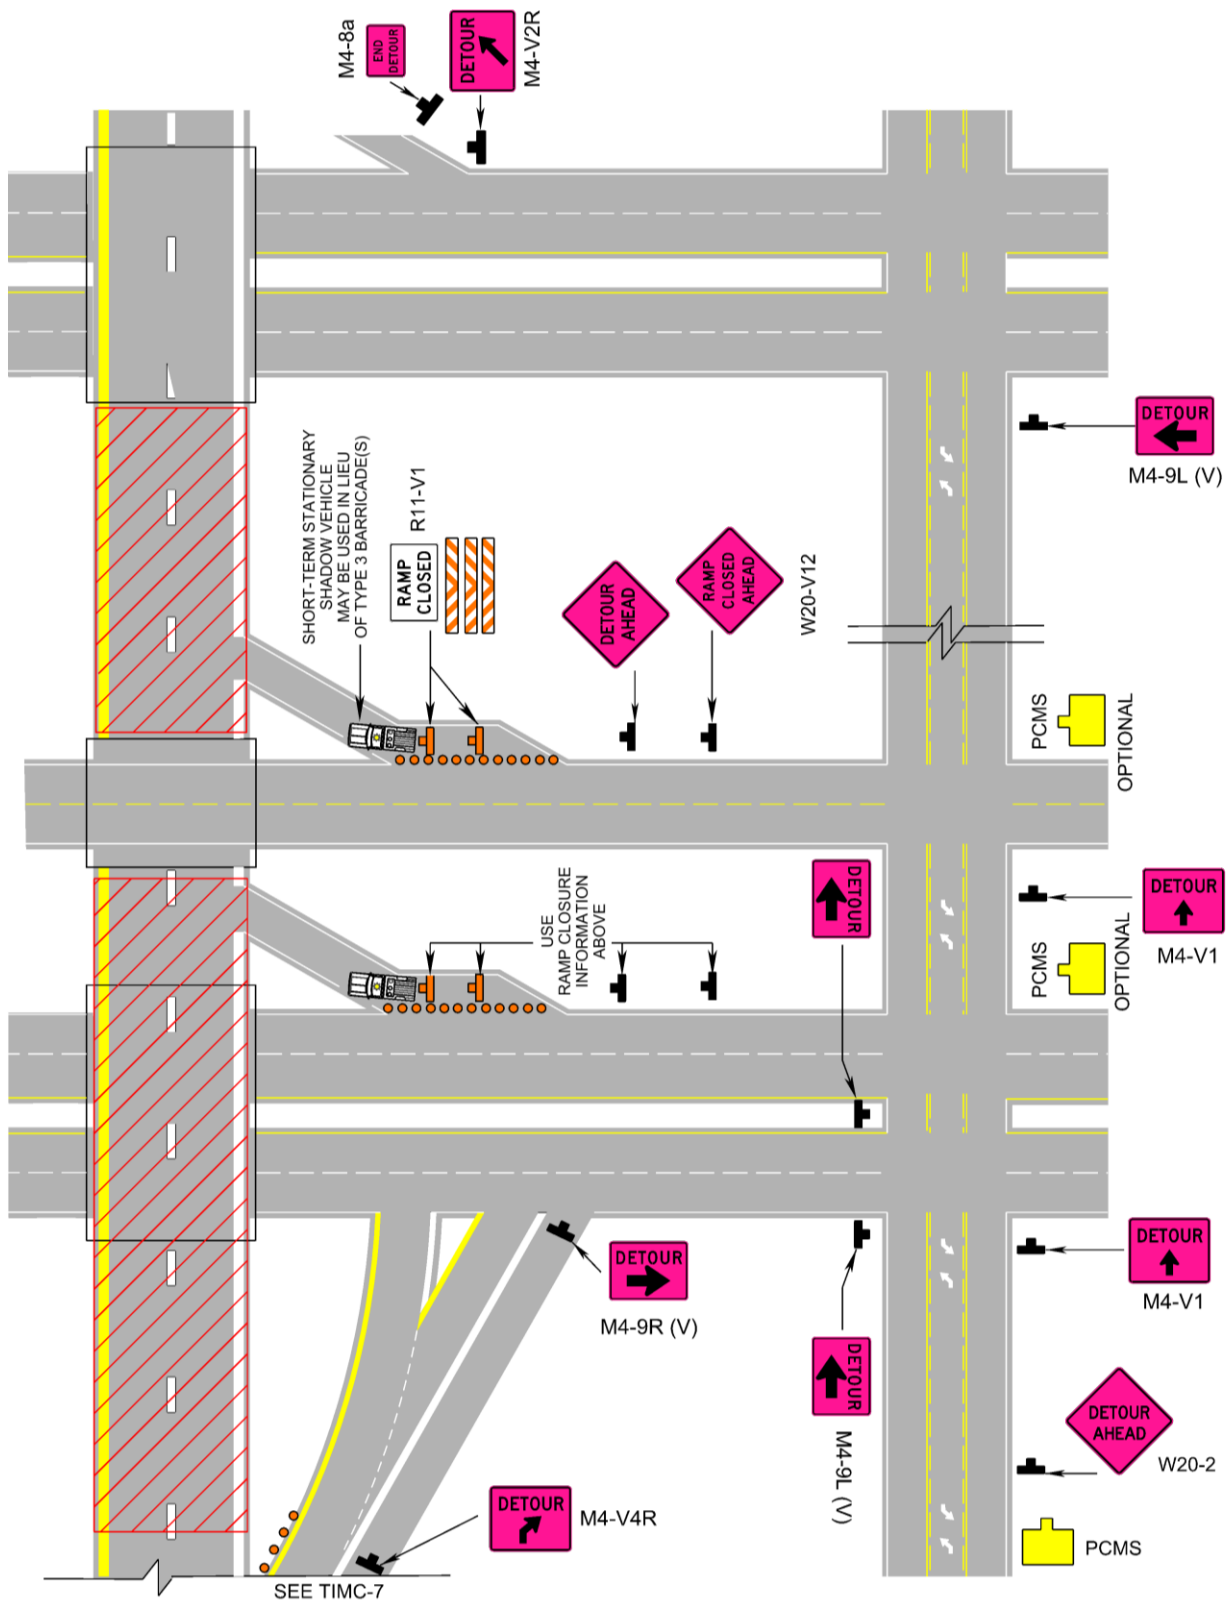 M4-8a
END
DETOUR
DETOUR
M4-V2R
DETOUR
M4-9L (V)
SHORT-TERM STATIONARY
SHADOW VEHICLE
MAY BE USED IN LIEU
OF TYPE 3 BARRICADE(S)
R11-V1
RAMP
CLOSED
DETOUR
AHEAD
RAMP
CLOSED
AHEAD
W20-V12
PCMS
OPTIONAL
USE
RAMP CLOSURE
INFORMATION
ABOVE
DETOUR
DETOUR
M4-V1
PCMS
OPTIONAL
DETOUR
M4-9R (V)
DETOUR
M4-V1
DETOUR
M4-9L (V)
DETOUR
AHEAD
W20-2
DETOUR
M4-V4R
PCMS
SEE TIMC-7